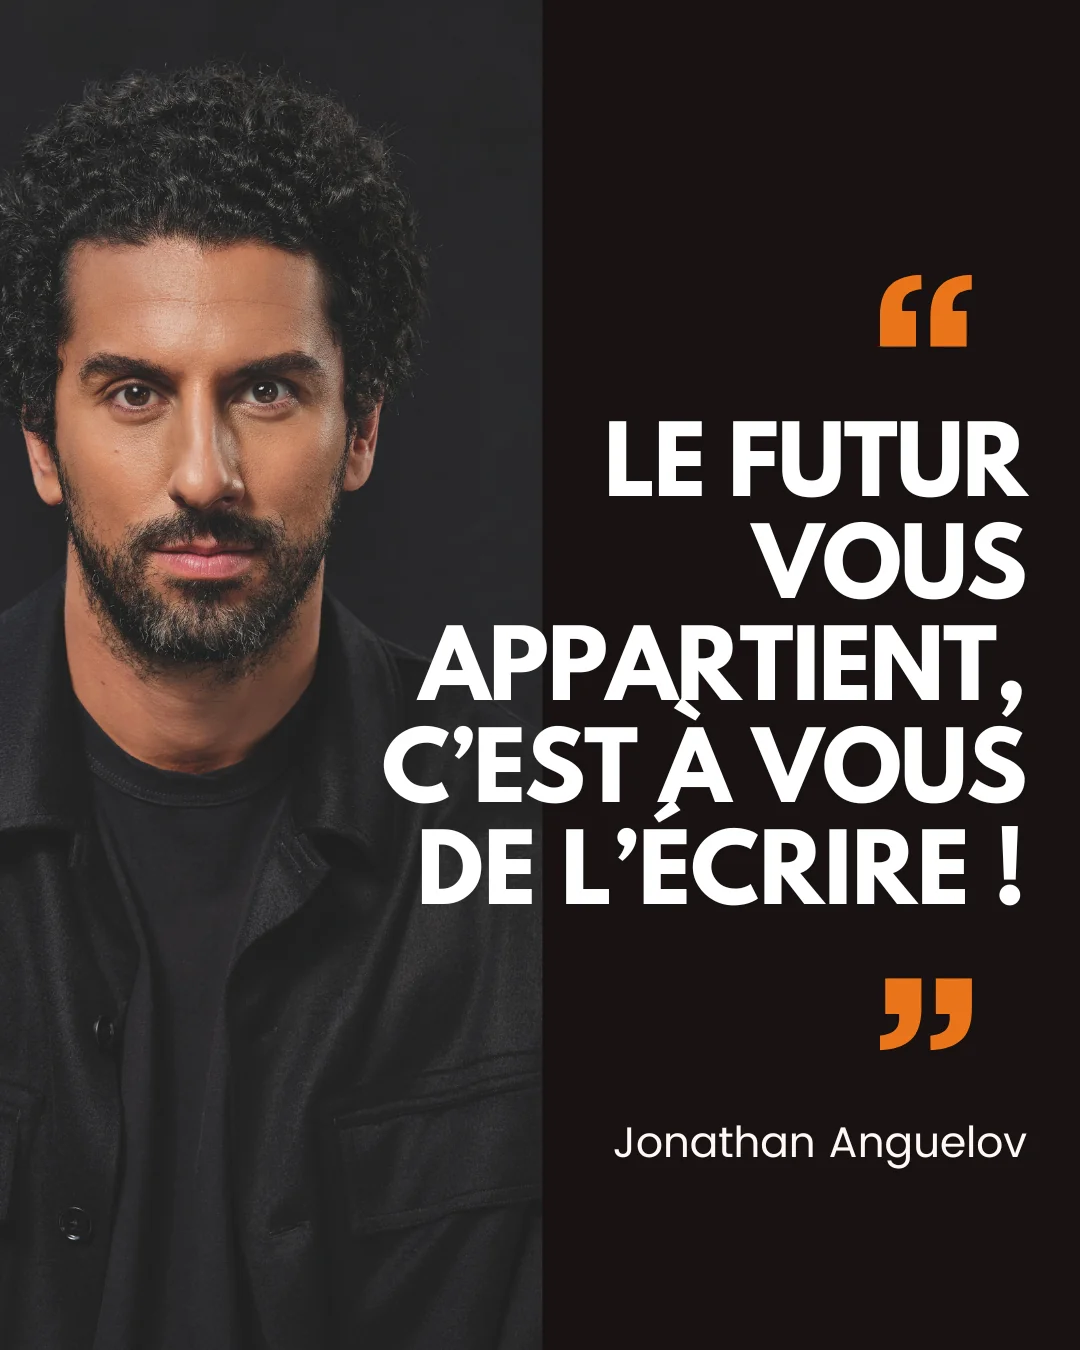 “
LE FUTUR
VOUS
APPARTIENT,
C’EST À VOUS
DE L’ÉCRIRE !
”
Jonathan Anguelov